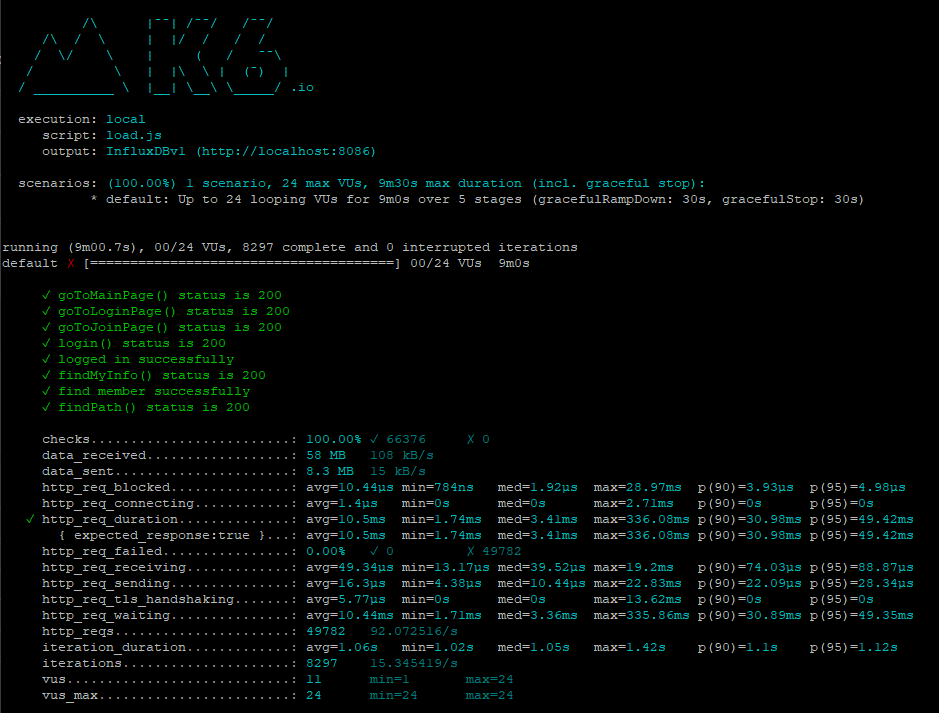 /\      |‾‾| /‾‾/   /‾‾/
     /\  /  \     |  |/  /   /  /
    /  \/    \    |     (   /   ‾‾\
   /          \   |  |\  \ |  (‾)  |
  / __________ \  |__| \__\ \_____/ .io
execution: local
script: load.js
output: InfluxDBv1 (http://localhost:8086)
scenarios: (100.00%) 1 scenario, 24 max VUs, 9m30s max duration (incl. graceful stop):
* default: Up to 24 looping VUs for 9m0s over 5 stages (gracefulRampDown: 30s, gracefulStop: 30s)
running (9m00.7s), 00/24 VUs, 8297 complete and 0 interrupted iterations
default ✗ [======================================] 00/24 VUs  9m0s
✓ goToMainPage() status is 200
✓ goToLoginPage() status is 200
✓ goToJoinPage() status is 200
✓ login() status is 200
✓ logged in successfully
✓ findMyInfo() status is 200
✓ find member successfully
✓ findPath() status is 200
checks.........................: 100.00% ✓ 66376     ✗ 0
data_received..................: 58 MB   108 kB/s
data_sent......................: 8.3 MB  15 kB/s
http_req_blocked...............: avg=10.44µs min=784ns   med=1.92µs  max=28.97ms  p(90)=3.93µs  p(95)=4.98µs
http_req_connecting............: avg=1.4µs   min=0s      med=0s      max=2.71ms   p(90)=0s      p(95)=0s
✓ http_req_duration..............: avg=10.5ms  min=1.74ms  med=3.41ms  max=336.08ms p(90)=30.98ms p(95)=49.42ms
{ expected_response:true }...: avg=10.5ms  min=1.74ms  med=3.41ms  max=336.08ms p(90)=30.98ms p(95)=49.42ms
http_req_failed................: 0.00%   ✓ 0         ✗ 49782
http_req_receiving.............: avg=49.34µs min=13.17µs med=39.52µs max=19.2ms   p(90)=74.03µs p(95)=88.87µs
http_req_sending...............: avg=16.3µs  min=4.38µs  med=10.44µs max=22.83ms  p(90)=22.09µs p(95)=28.34µs
http_req_tls_handshaking.......: avg=5.77µs  min=0s      med=0s      max=13.62ms  p(90)=0s      p(95)=0s
http_req_waiting...............: avg=10.44ms min=1.71ms  med=3.36ms  max=335.86ms p(90)=30.89ms p(95)=49.35ms
http_reqs......................: 49782   92.072516/s
iteration_duration.............: avg=1.06s   min=1.02s   med=1.05s   max=1.42s    p(90)=1.1s    p(95)=1.12s
iterations.....................: 8297    15.345419/s
vus............................: 11      min=1       max=24
vus_max........................: 24      min=24      max=24